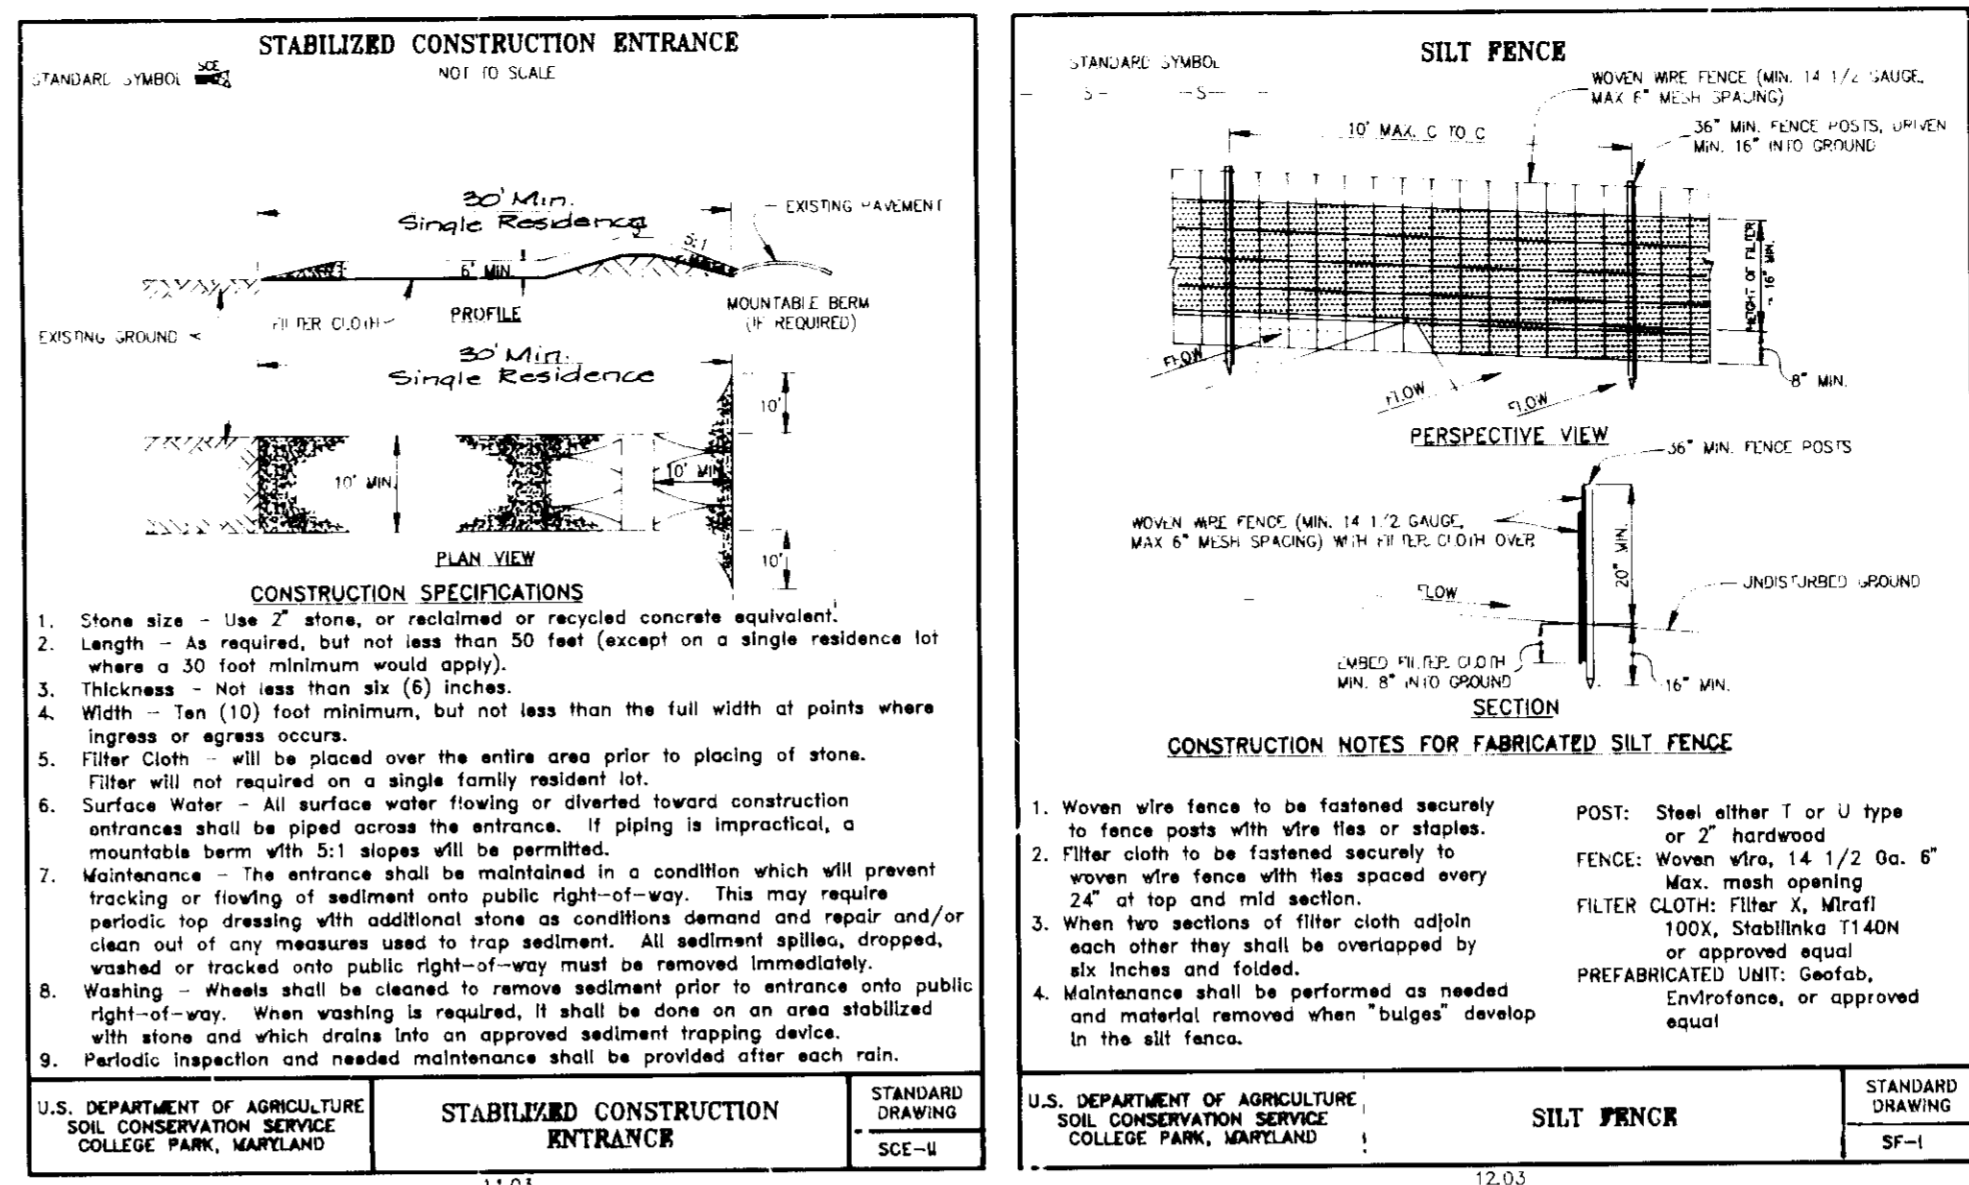 STABILIZED CONSTRUCTION ENTRANCE
NOT TO SCALE
STANDARD SYMBOL SCE
30' Min.
Single Residence
EXISTING PAVEMENT
5:1
6' MIN.
PROFILE
MOUNTABLE BERM
(IF REQUIRED)
FILTER CLOTH
EXISTING GROUND
30' Min.
Single Residence
10'
10' MIN.
10' MIN
10'
PLAN VIEW
CONSTRUCTION SPECIFICATIONS
1. Stone size - Use 2" stone, or reclaimed or recycled concrete equivalent.
2. Length - As required, but not less than 50 feet (except on a single residence lot
where a 30 foot minimum would apply).
3. Thickness - Not less than six (6) inches.
4. Width - Ten (10) foot minimum, but not less than the full width at points where
ingress or egress occurs.
5. Filter Cloth - will be placed over the entire area prior to placing of stone.
Filter will not required on a single family resident lot.
6. Surface Water - All surface water flowing or diverted toward construction
entrances shall be piped across the entrance. If piping is impractical, a
mountable berm with 5:1 slopes will be permitted.
7. Maintenance - The entrance shall be maintained in a condition which will prevent
tracking or flowing of sediment onto public right-of-way. This may require
periodic top dressing with additional stone as conditions demand and repair and/or
clean out of any measures used to trap sediment. All sediment spilled, dropped,
washed or tracked onto public right-of-way must be removed immediately.
8. Washing - Wheels shall be cleaned to remove sediment prior to entrance onto public
right-of-way. When washing is required, it shall be done on an area stabilized
with stone and which drains into an approved sediment trapping device.
9. Periodic inspection and needed maintenance shall be provided after each rain.
U.S. DEPARTMENT OF AGRICULTURE
SOIL CONSERVATION SERVICE
COLLEGE PARK, MARYLAND
STABILIZED CONSTRUCTION
ENTRANCE
STANDARD
DRAWING
11.03
SILT FENCE
STANDARD SYMBOL
- S - - S -
WOVEN WIRE FENCE (MIN. 14 1/2 GAUGE,
MAX 6" MESH SPACING)
10' MAX. C TO C
36" MIN. FENCE POSTS, DRIVEN
MIN. 16" INTO GROUND
HEIGHT OF FILTER
= 16" MIN.
8" MIN.
FLOW
FLOW
FLOW
PERSPECTIVE VIEW
36" MIN. FENCE POSTS
WOVEN WIRE FENCE (MIN. 14 1/2 GAUGE,
MAX 6" MESH SPACING) WITH FILTER CLOTH OVER
20" MIN.
FLOW
UNDISTURBED GROUND
EMBED FILTER CLOTH
MIN. 8" INTO GROUND
16" MIN.
SECTION
CONSTRUCTION NOTES FOR FABRICATED SILT FENCE
1. Woven wire fence to be fastened securely
to fence posts with wire ties or staples.
2. Filter cloth to be fastened securely to
woven wire fence with ties spaced every
24" at top and mid section.
3. When two sections of filter cloth adjoin
each other they shall be overlapped by
six inches and folded.
4. Maintenance shall be performed as needed
and material removed when "bulges" develop
in the silt fence.
POST: Steel either T or U type
or 2" hardwood
FENCE: Woven wire, 14 1/2 Ga. 6"
Max. mesh opening
FILTER CLOTH: Filter X, Mirafi
100X, Stabilinka T140N
or approved equal
PREFABRICATED UNIT: Geofab,
Envirofence, or approved
equal
U.S. DEPARTMENT OF AGRICULTURE
SOIL CONSERVATION SERVICE
COLLEGE PARK, MARYLAND
SILT FENCE
STANDARD
DRAWING
SF-1
12.03